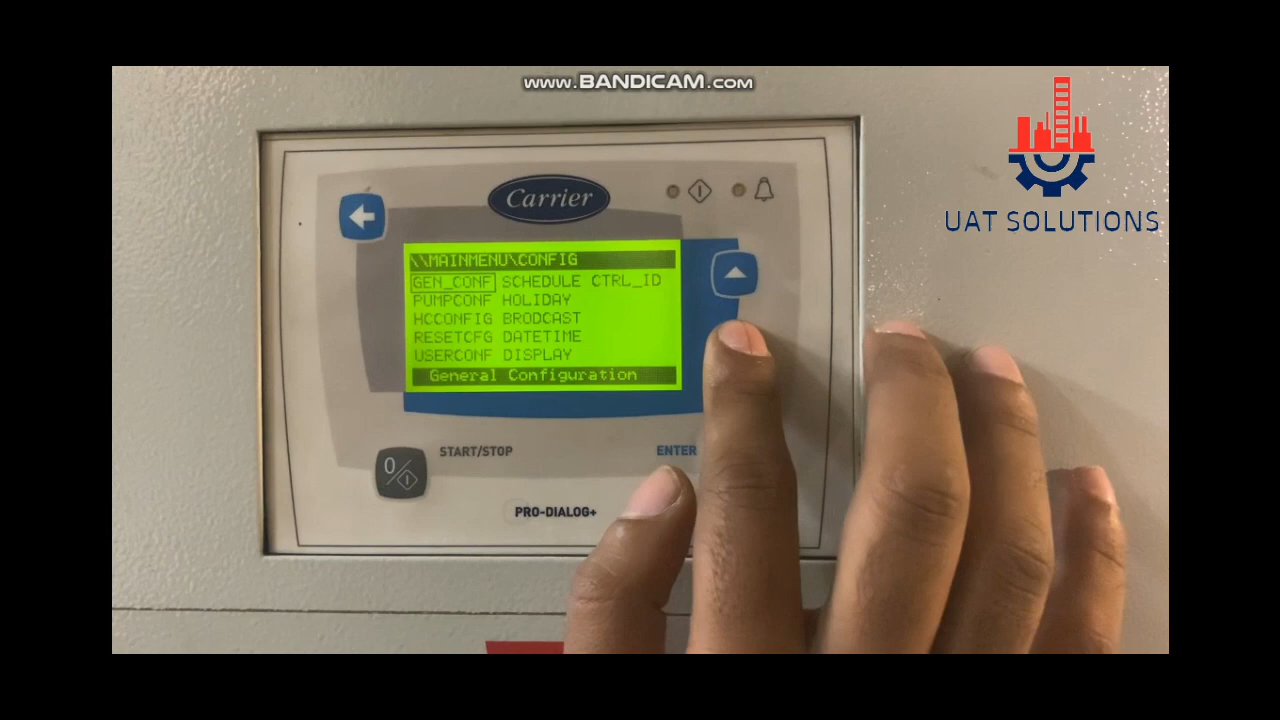 www.BANDICAM.com
UAT SOLUTIONS
Carrier
\\MAINMENU\CONFIG
GEN_CONF SCHEDULE CTRL_ID
PUMPCONF HOLIDAY
HCCONFIG BRODCAST
RESETCFG DATETIME
USERCONF DISPLAY
General Configuration
START/STOP
ENTER
0/I
PRO-DIALOG+